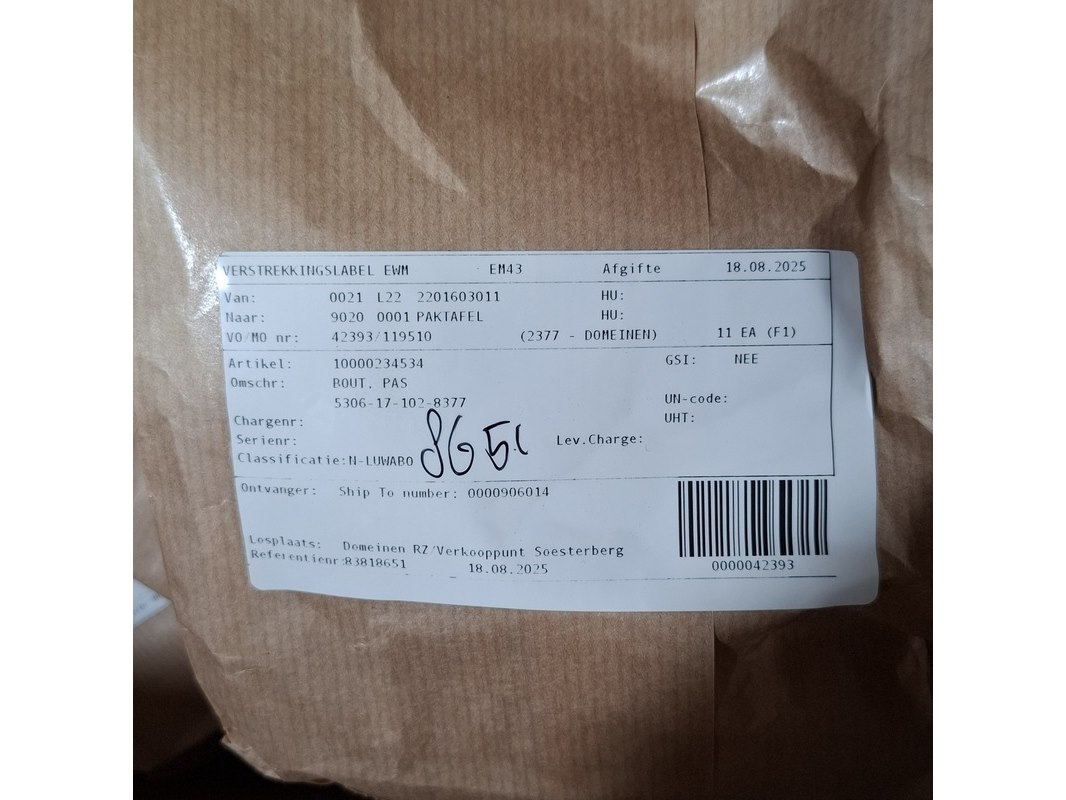 VERSTREKKINGSLABEL EWM EM43 Afgifte 18.08.2025
Van: 0021 L22 2201603011 HU:
Naar: 9020 0001 PAKTAFEL HU:
VO/MO nr: 42393/119510 (2377 - DOMEINEN) 11 EA (F1)
Artikel: 10000234534 GSI: NEE
Omschr: BOUT, PAS
5306-17-102-8377 UN-code:
Chargenr: UHT:
Serienr: Lev.Charge:
Classificatie:N-LUWABO
Ontvanger: Ship To number: 0000906014
Losplaats: Domeinen RZ/Verkooppunt Soesterberg
Referentienr:83818651 18.08.2025
0000042393